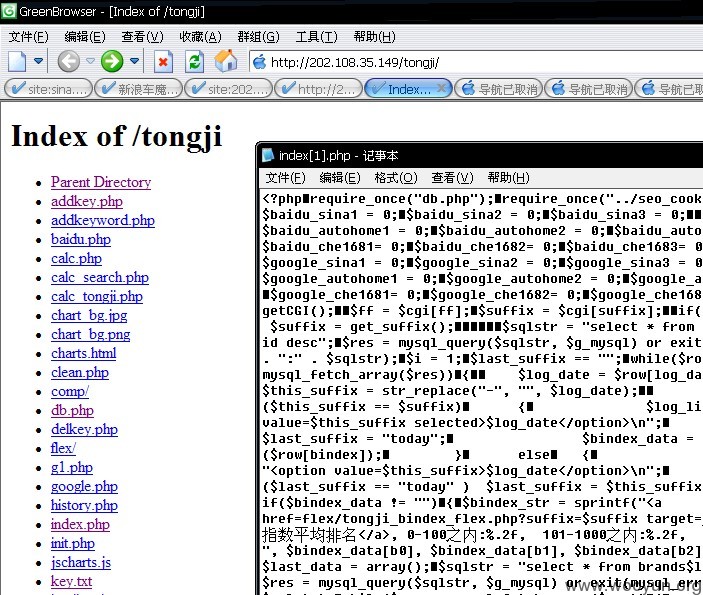 GreenBrowser - [Index of /tongji]
文件(F) 编辑(E) 查看(V) 收藏(A) 群组(G) 工具(T) 帮助(H)
http://202.108.35.149/tongji/
site:sina.... 新浪车魔... site:202.... http://2... Index... 导航已取消 导航已取消 导航已取消
Index of /tongji
Parent Directory
addkey.php
addkeyword.php
baidu.php
calc.php
calc_search.php
calc_tongji.php
chart_bg.jpg
chart_bg.png
charts.html
clean.php
comp/
db.php
delkey.php
flex/
g1.php
google.php
history.php
index.php
init.php
jscharts.js
key.txt
index[1].php - 记事本
文件(F) 编辑(E) 格式(O) 查看(V) 帮助(H)
<?php■require_once("db.php");■require_once("../seo_cook
$baidu_sina1 = 0;■$baidu_sina2 = 0;■$baidu_sina3 = 0;■■
$baidu_autohome1 = 0;■$baidu_autohome2 = 0;■$baidu_auto
$baidu_che1681= 0;■$baidu_che1682= 0;■$baidu_che1683= 0
$google_sina1 = 0;■$google_sina2 = 0;■$google_sina3 = 0
$google_autohome1 = 0;■$google_autohome2 = 0;■$google_a
■$google_che1681= 0;■$google_che1682= 0;■$google_che168
getCGI();■■$ff = $cgi[ff];■$suffix = $cgi[suffix];■■if(
$suffix = get_suffix();■■■■■■$sqlstr = "select * from
id desc";■$res = mysql_query($sqlstr, $g_mysql) or exit
. ":" . $sqlstr);■$i = 1;■$last_suffix == "";■while($ro
mysql_fetch_array($res))■{■■ $log_date = $row[log_da
$this_suffix = str_replace("-", "", $log_date);■■
($this_suffix == $suffix)■ {■ $log_li
value=$this_suffix selected>$log_date</option>\n";■
$last_suffix = "today";■ $bindex_data =
($row[bindex]);■ }■ else■ {■
"<option value=$this_suffix>$log_date</option>\n";■
($last_suffix == "today" ) $last_suffix = $this_suffix
if($bindex_data != "")■{■$bindex_str = sprintf("<a
href=flex/tongji_bindex_flex.php?suffix=$suffix target=
指数平均排名</a>, 0-100之内:%.2f, 101-1000之内:%.2f,
", $bindex_data[b0], $bindex_data[b1], $bindex_data[b2]
$last_data = array();■$sqlstr = "select * from brands$l
$res = mysql_query($sqlstr, $g_mysql) or exit(mysql_err
www.wooyun.org